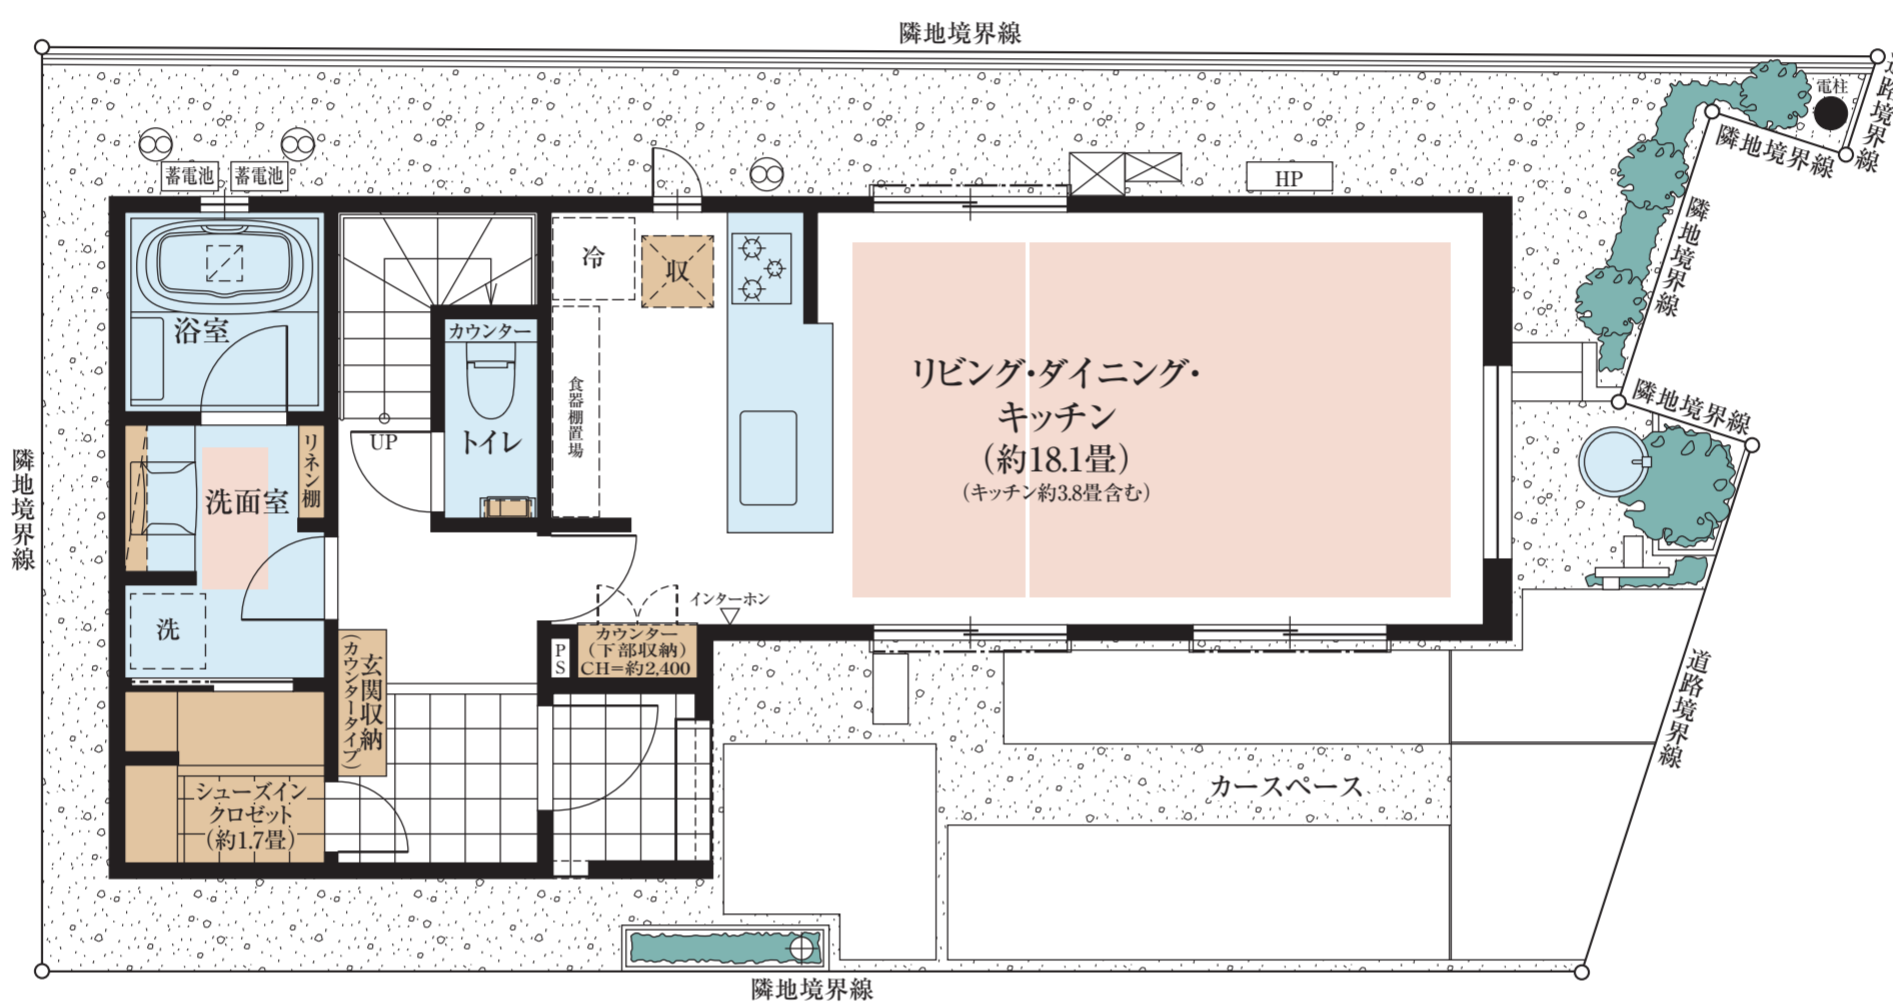 隣地境界線
電柱
道路境界線
隣地境界線
蓄電池
蓄電池
HP
隣地境界線
冷
収
浴室
カウンター
UP
トイレ
食器棚置場
リビング・ダイニング・
キッチン
（約18.1畳）
（キッチン約3.8畳含む）
隣地境界線
隣地境界線
リネン棚
洗面室
洗
インターホン
PS
カウンター
（下部収納）
CH=約2,400
玄関収納
（カウンタータイプ）
道路境界線
シューズイン
クロゼット
（約1.7畳）
カースペース
隣地境界線